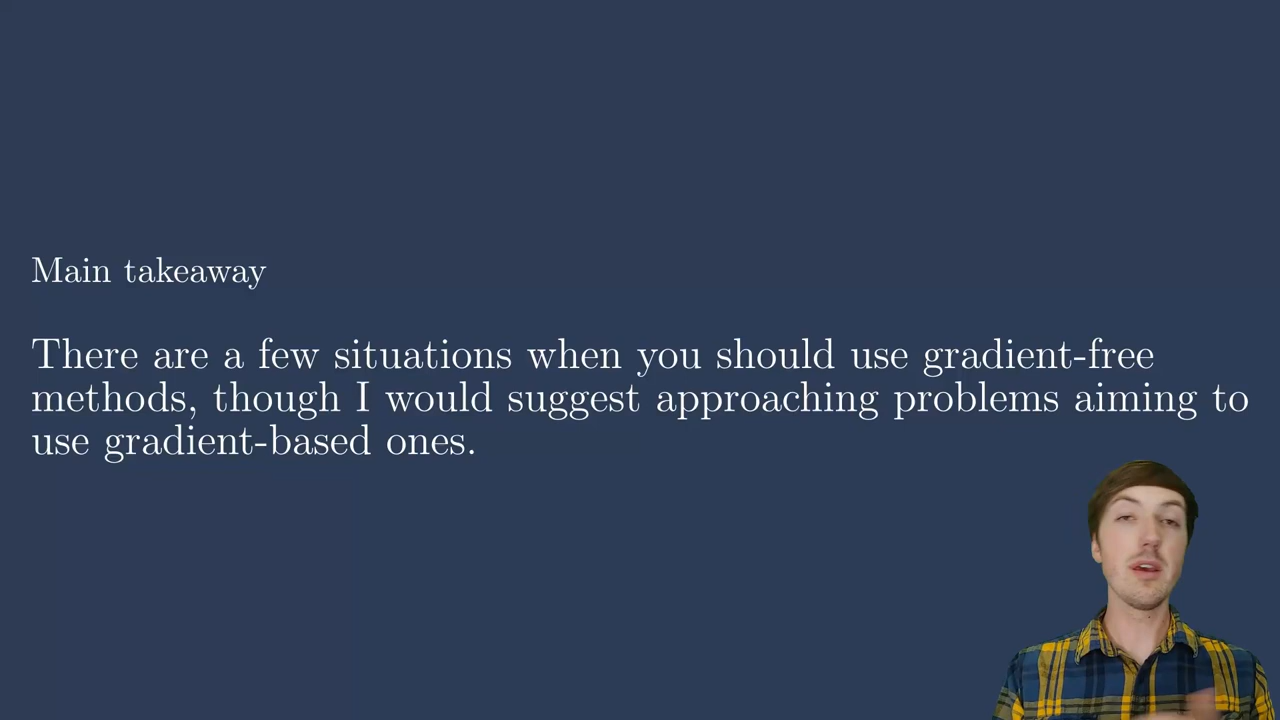 Main takeaway
There are a few situations when you should use gradient-free
methods, though I would suggest approaching problems aiming to
use gradient-based ones.